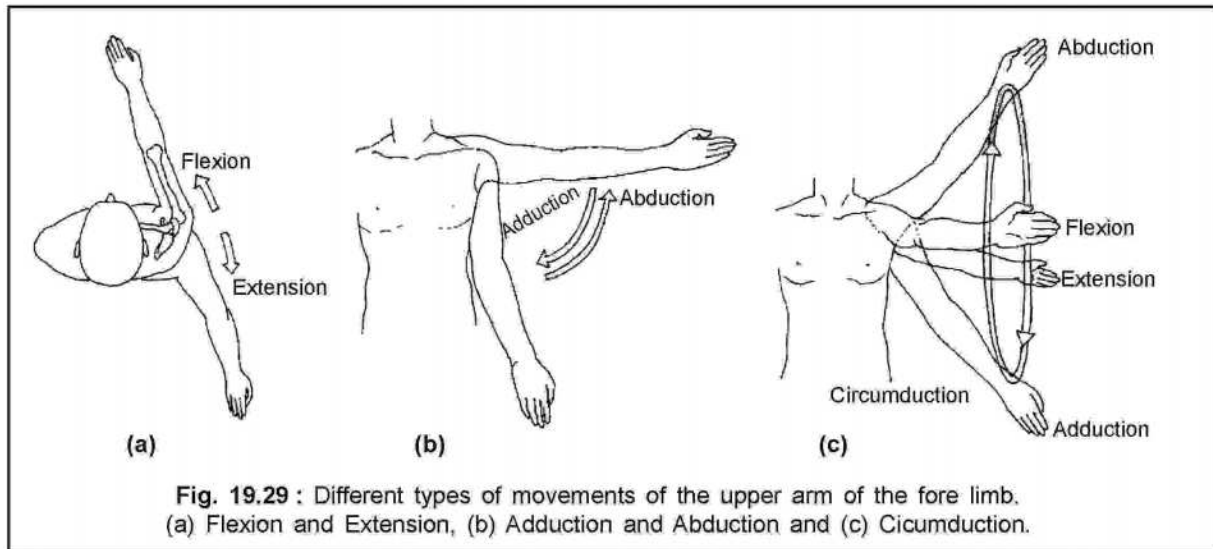 Flexion
Extension
(a)
Adduction
Abduction
(b)
Abduction
Flexion
Extension
Circumduction
Adduction
(c)
Fig. 19.29 : Different types of movements of the upper arm of the fore limb.
(a) Flexion and Extension, (b) Adduction and Abduction and (c) Cicumduction.